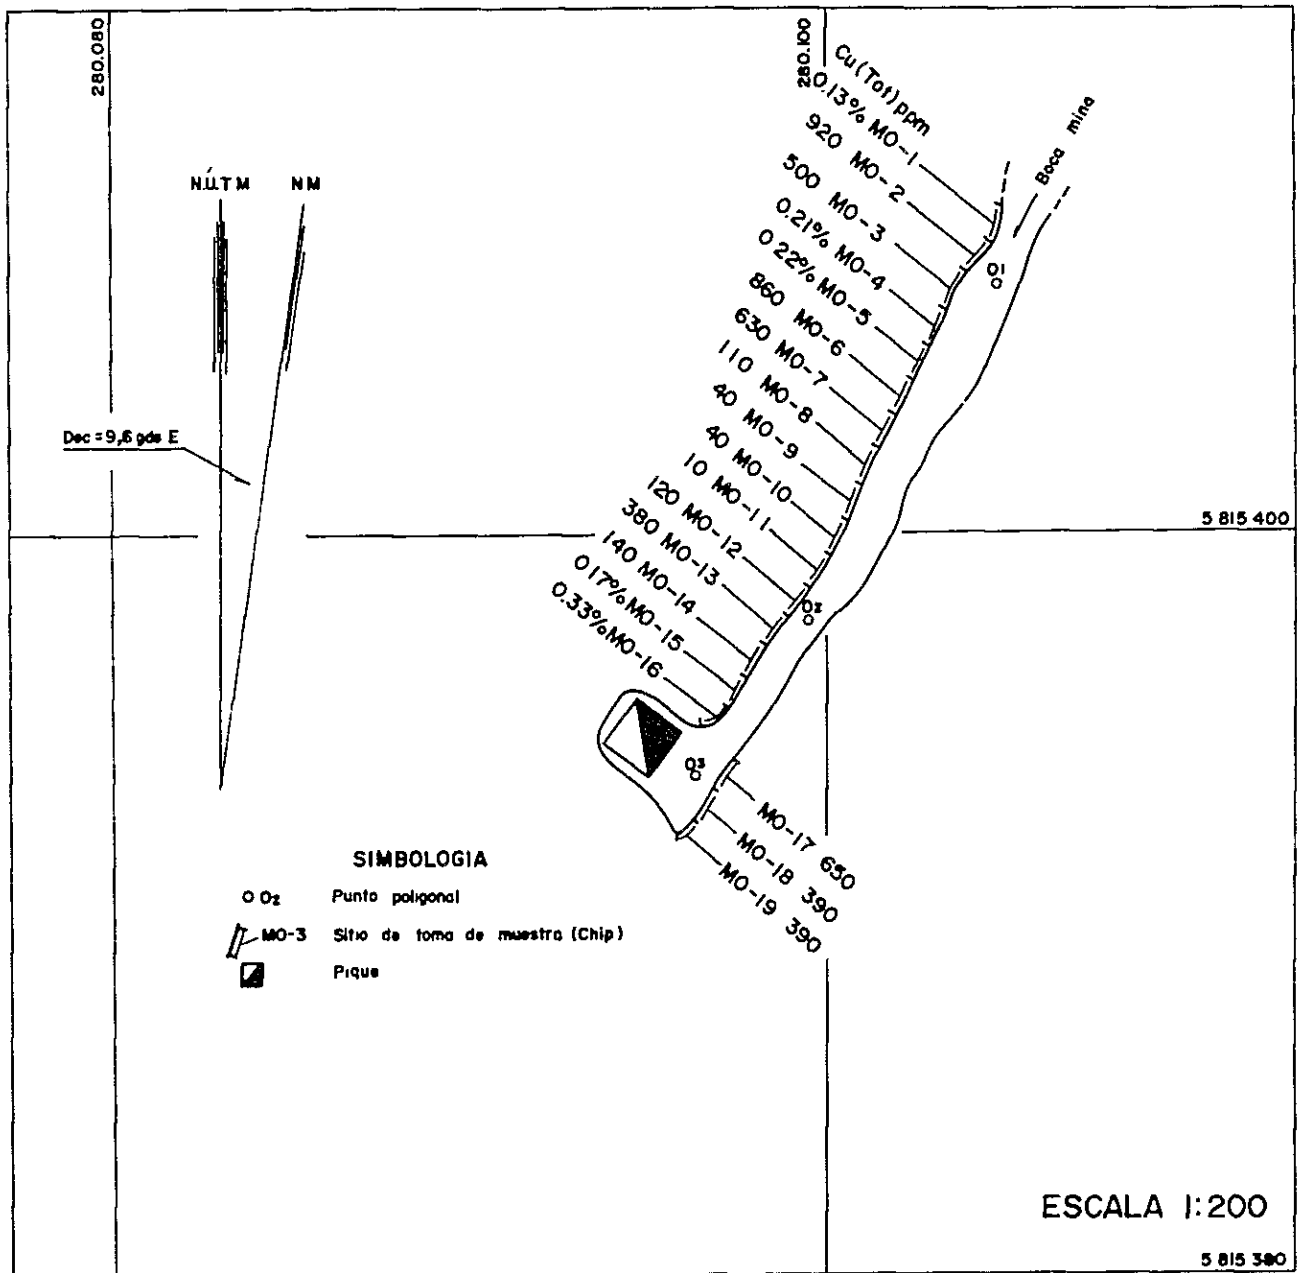 280.080
280.100
Cu (Tot) ppm
0.13% MO-1
920 MO-2
500 MO-3
0.21% MO-4
0.22% MO-5
860 MO-6
630 MO-7
110 MO-8
40 MO-9
40 MO-10
10 MO-11
120 MO-12
380 MO-13
140 MO-14
0.17% MO-15
0.33% MO-16
Boca mina
N.U.T M
N M
Dec = 9,6 gds E
5 815 400
O1
O2
O3
MO-17 650
MO-18 390
MO-19 390
SIMBOLOGIA
O2 Punto poligonal
MO-3 Sitio de toma de muestra (Chip)
Pique
ESCALA 1:200
5 815 380